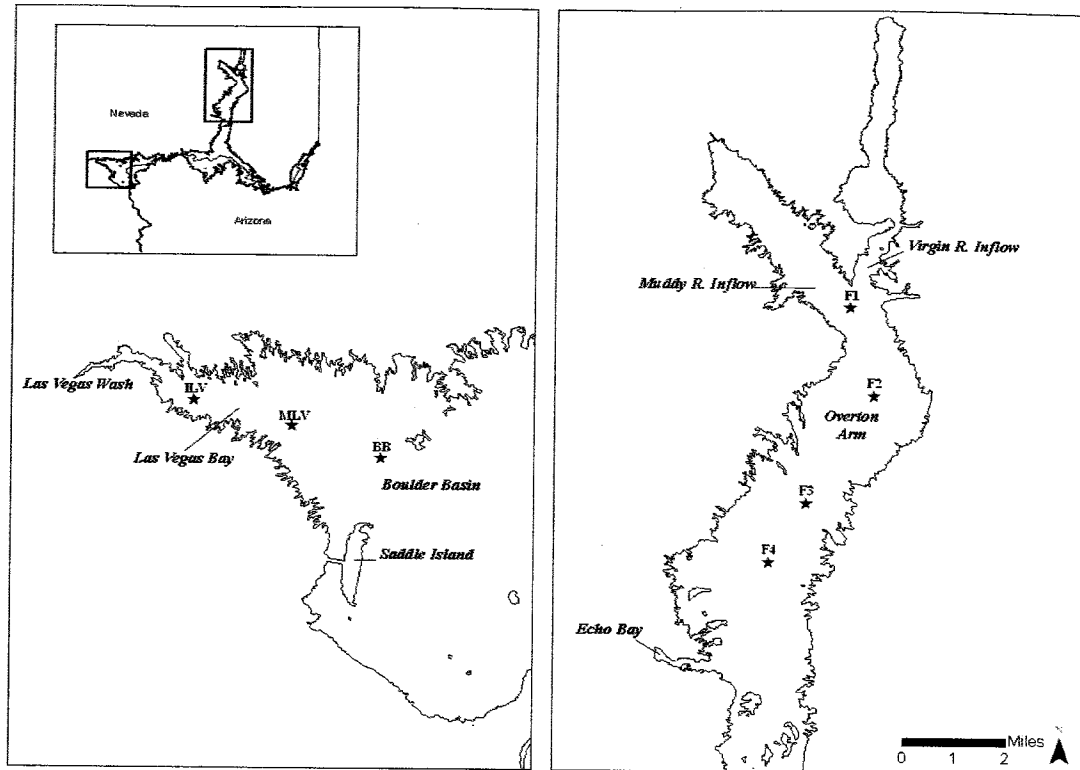 Nevada
Arizona
Las Vegas Wash
ILV
MLV
Las Vegas Bay
BB
Boulder Basin
Saddle Island
Virgin R. Inflow
Muddy R. Inflow
F1
F2
Overton
Arm
F3
F4
Echo Bay
Miles
0 1 2
N